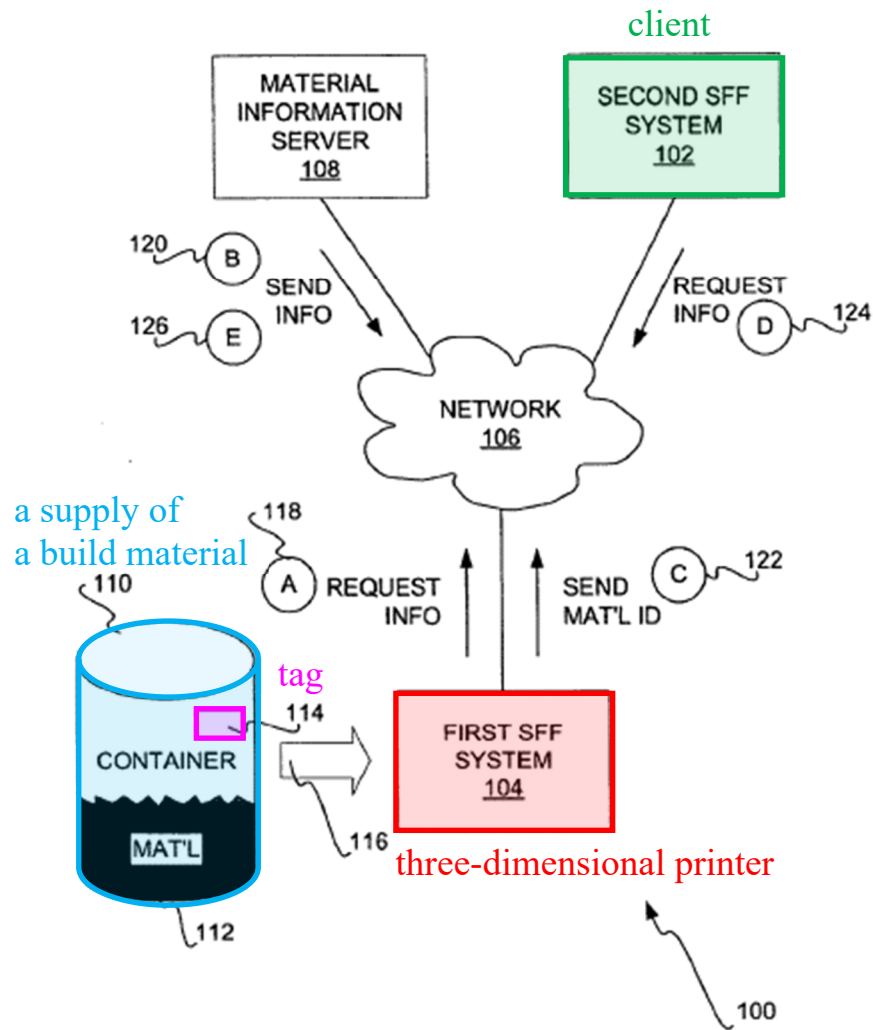 client
MATERIAL
INFORMATION
SERVER
108
SECOND SFF
SYSTEM
102
120
B
SEND
INFO
126
E
REQUEST
INFO
D
124
NETWORK
106
a supply of
a build material
110
118
A
REQUEST
INFO
SEND
MAT'L ID
C
122
tag
114
CONTAINER
MAT'L
112
116
FIRST SFF
SYSTEM
104
three-dimensional printer
100